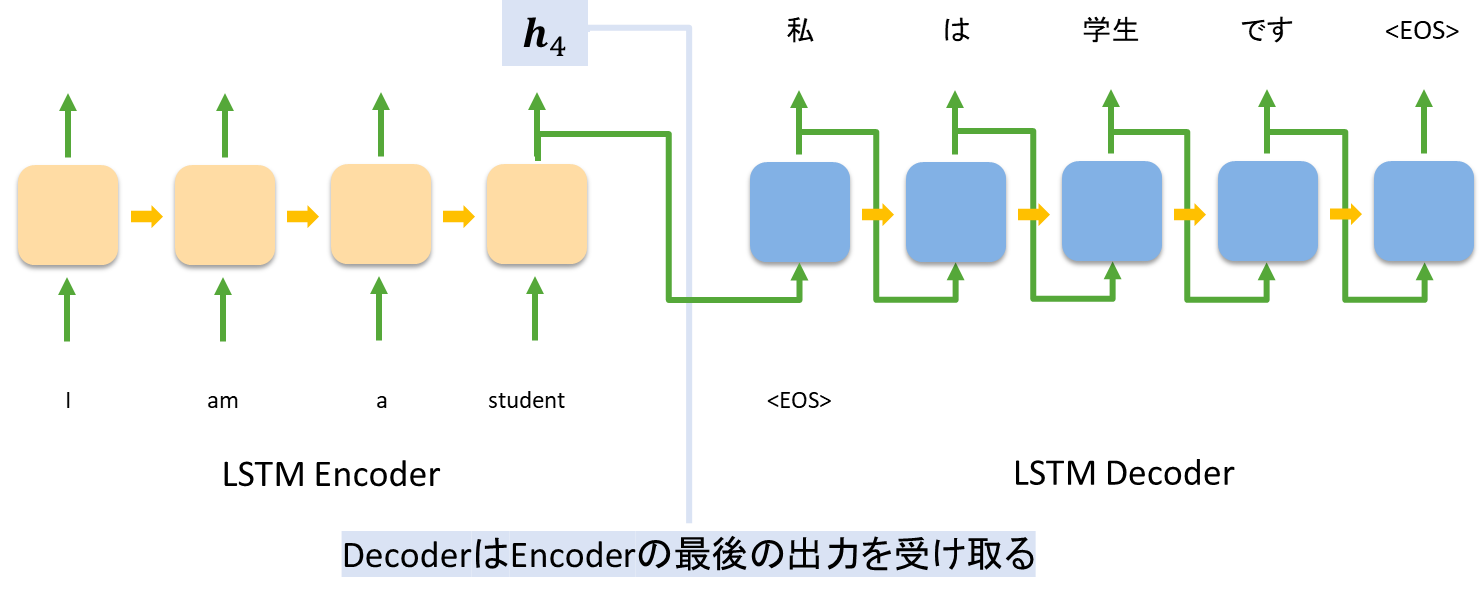 h4
私 は 学生 です <EOS>
I am a student <EOS>
LSTM Encoder
LSTM Decoder
DecoderはEncoderの最後の出力を受け取る